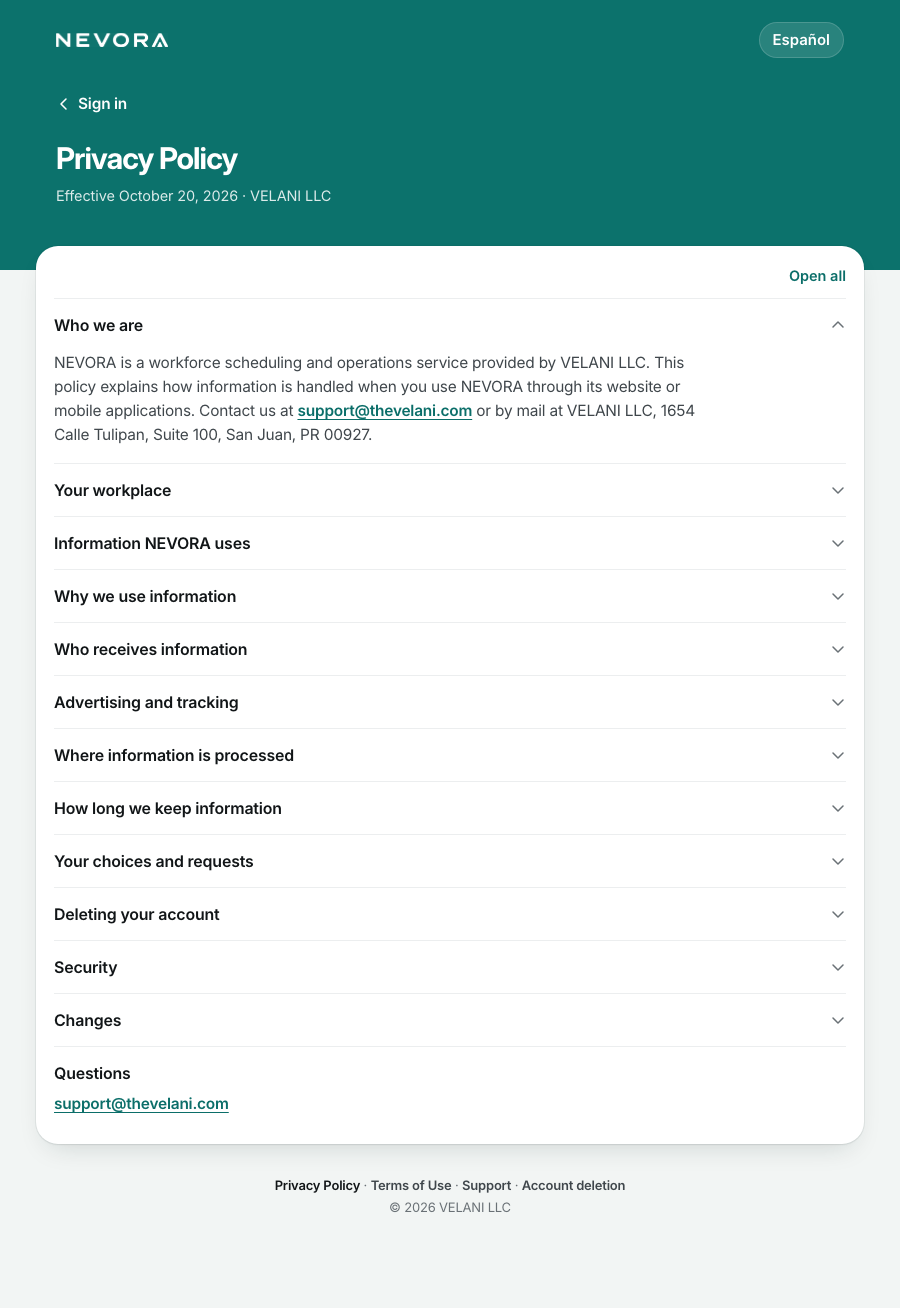 NEVORA
Español
Sign in
Privacy Policy
Effective October 20, 2026 · VELANI LLC
Open all
Who we are
NEVORA is a workforce scheduling and operations service provided by VELANI LLC. This
policy explains how information is handled when you use NEVORA through its website or
mobile applications. Contact us at support@thevelani.com or by mail at VELANI LLC, 1654
Calle Tulipan, Suite 100, San Juan, PR 00927.
Your workplace
Information NEVORA uses
Why we use information
Who receives information
Advertising and tracking
Where information is processed
How long we keep information
Your choices and requests
Deleting your account
Security
Changes
Questions
support@thevelani.com
Privacy Policy · Terms of Use · Support · Account deletion
© 2026 VELANI LLC